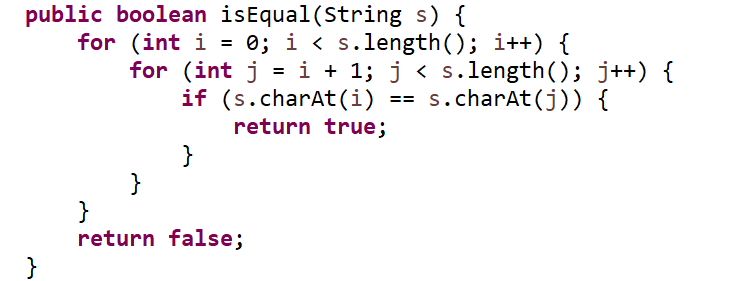 public boolean isEqual(String s) {
    for (int i = 0; i < s.length(); i++) {
        for (int j = i + 1; j < s.length(); j++) {
            if (s.charAt(i) == s.charAt(j)) {
                return true;
            }
        }
    }
    return false;
}